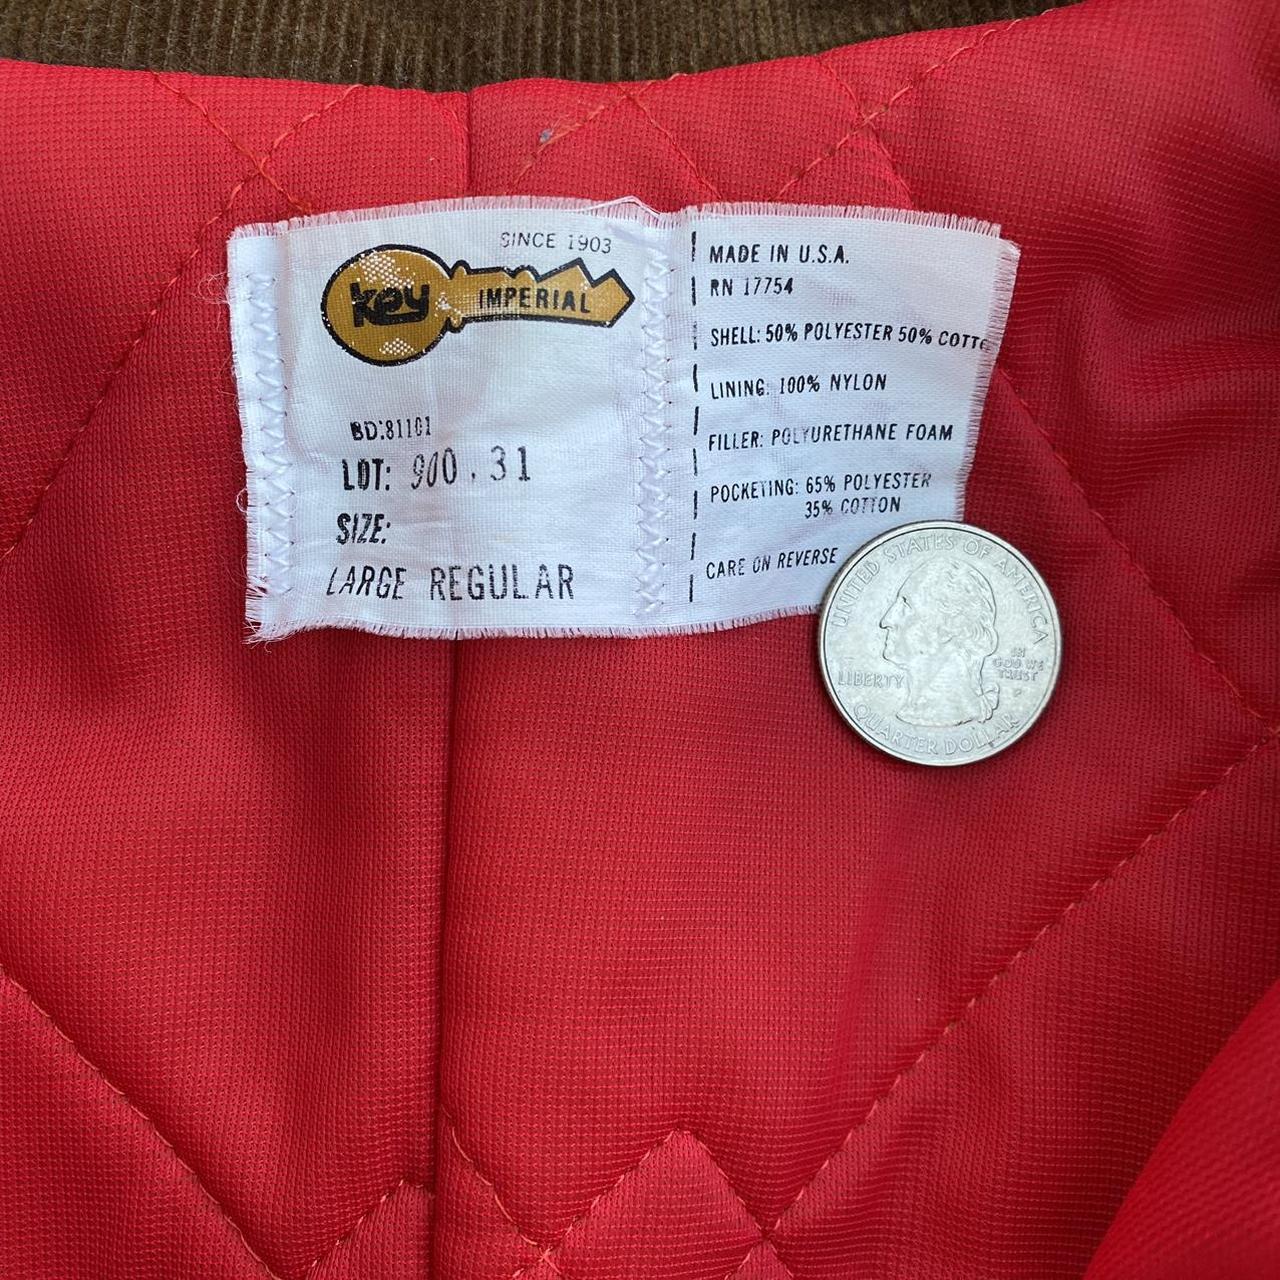 SINCE 1903
key IMPERIAL
BD:81101
LOT: 900.31
SIZE:
LARGE REGULAR
MADE IN U.S.A.
RN 17754
SHELL: 50% POLYESTER 50% COTTO
LINING: 100% NYLON
FILLER: POLYURETHANE FOAM
POCKETING: 65% POLYESTER
35% COTTON
CARE ON REVERSE
UNITED STATES OF AMERICA
LIBERTY
IN
GOD WE
TRUST
P
QUARTER DOLLAR